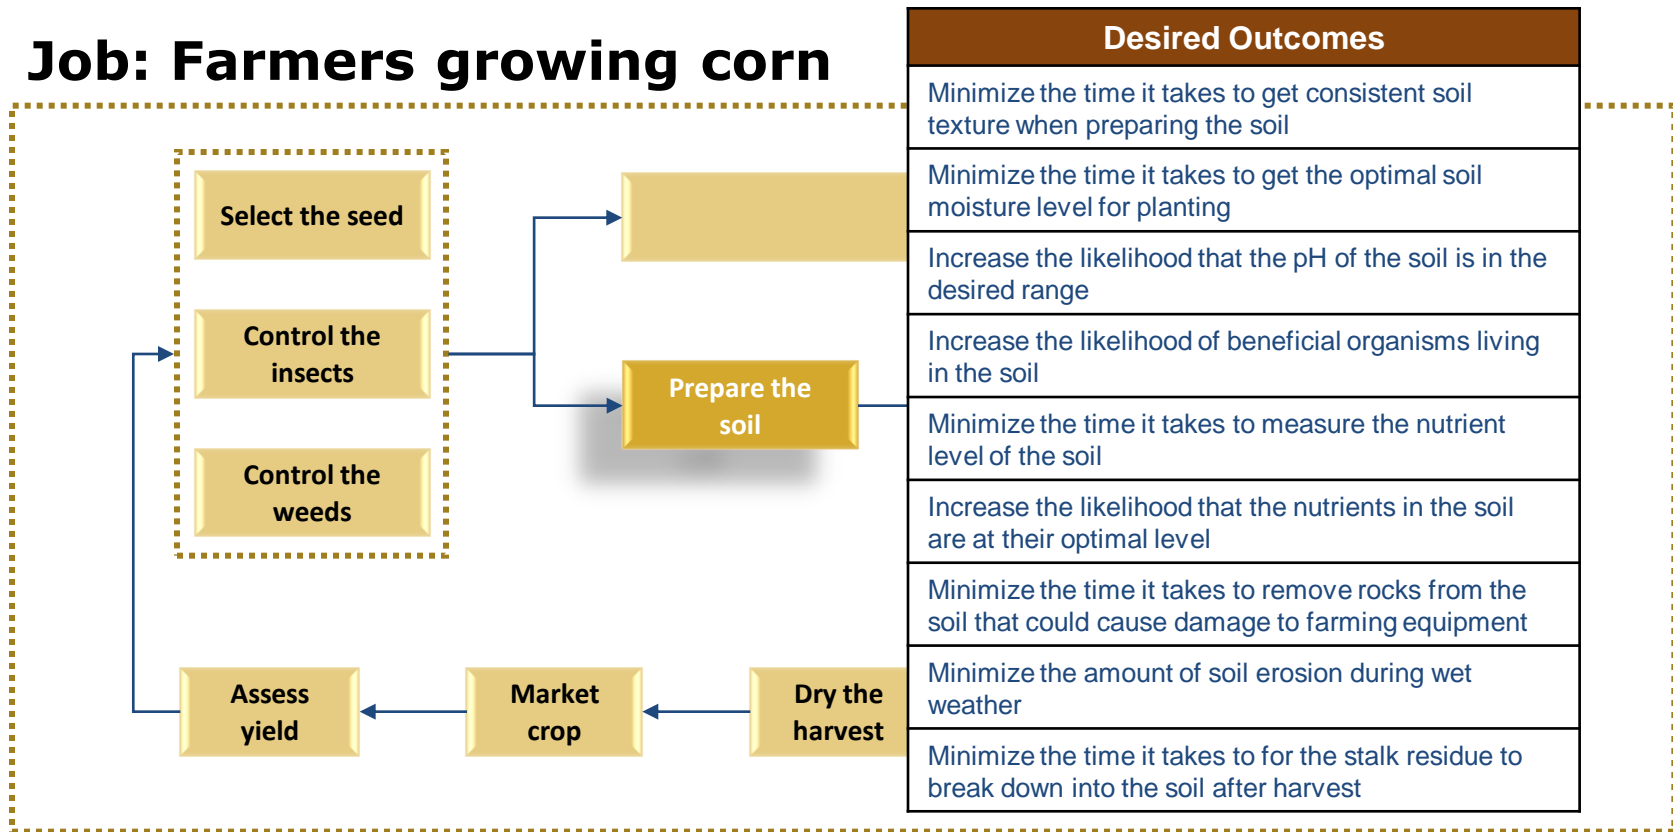 Job: Farmers growing corn
Select the seed
Control the
insects
Control the
weeds
Prepare the
soil
Assess
yield
Market
crop
Dry the
harvest
Desired Outcomes
Minimize the time it takes to get consistent soil
texture when preparing the soil
Minimize the time it takes to get the optimal soil
moisture level for planting
Increase the likelihood that the pH of the soil is in the
desired range
Increase the likelihood of beneficial organisms living
in the soil
Minimize the time it takes to measure the nutrient
level of the soil
Increase the likelihood that the nutrients in the soil
are at their optimal level
Minimize the time it takes to remove rocks from the
soil that could cause damage to farming equipment
Minimize the amount of soil erosion during wet
weather
Minimize the time it takes to for the stalk residue to
break down into the soil after harvest